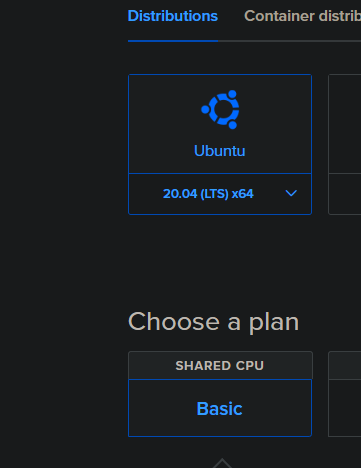 Distributions Container distrib
Ubuntu
20.04 (LTS) x64
Choose a plan
SHARED CPU
Basic